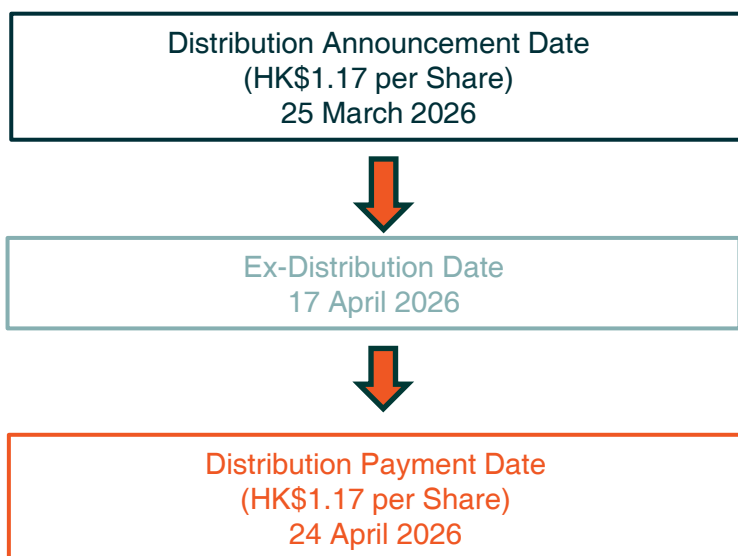 Distribution Announcement Date
(HK$1.17 per Share)
25 March 2026
Ex-Distribution Date
17 April 2026
Distribution Payment Date
(HK$1.17 per Share)
24 April 2026